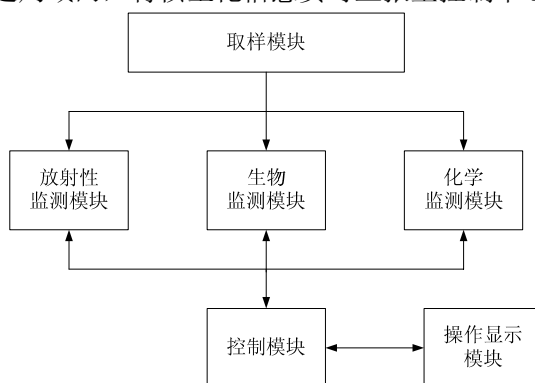 取样模块
放射性
监测模块
生物
监测模块
化学
监测模块
控制模块
操作显示
模块